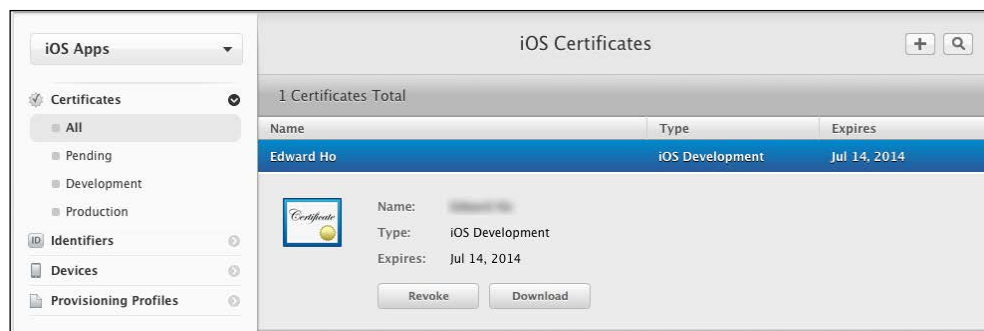 iOS Apps
iOS Certificates
Certificates
All
Pending
Development
Production
ID Identifiers
Devices
Provisioning Profiles
1 Certificates Total
Name Type Expires
Edward Ho iOS Development Jul 14, 2014
Certificate
Name:
Type: iOS Development
Expires: Jul 14, 2014
Revoke Download